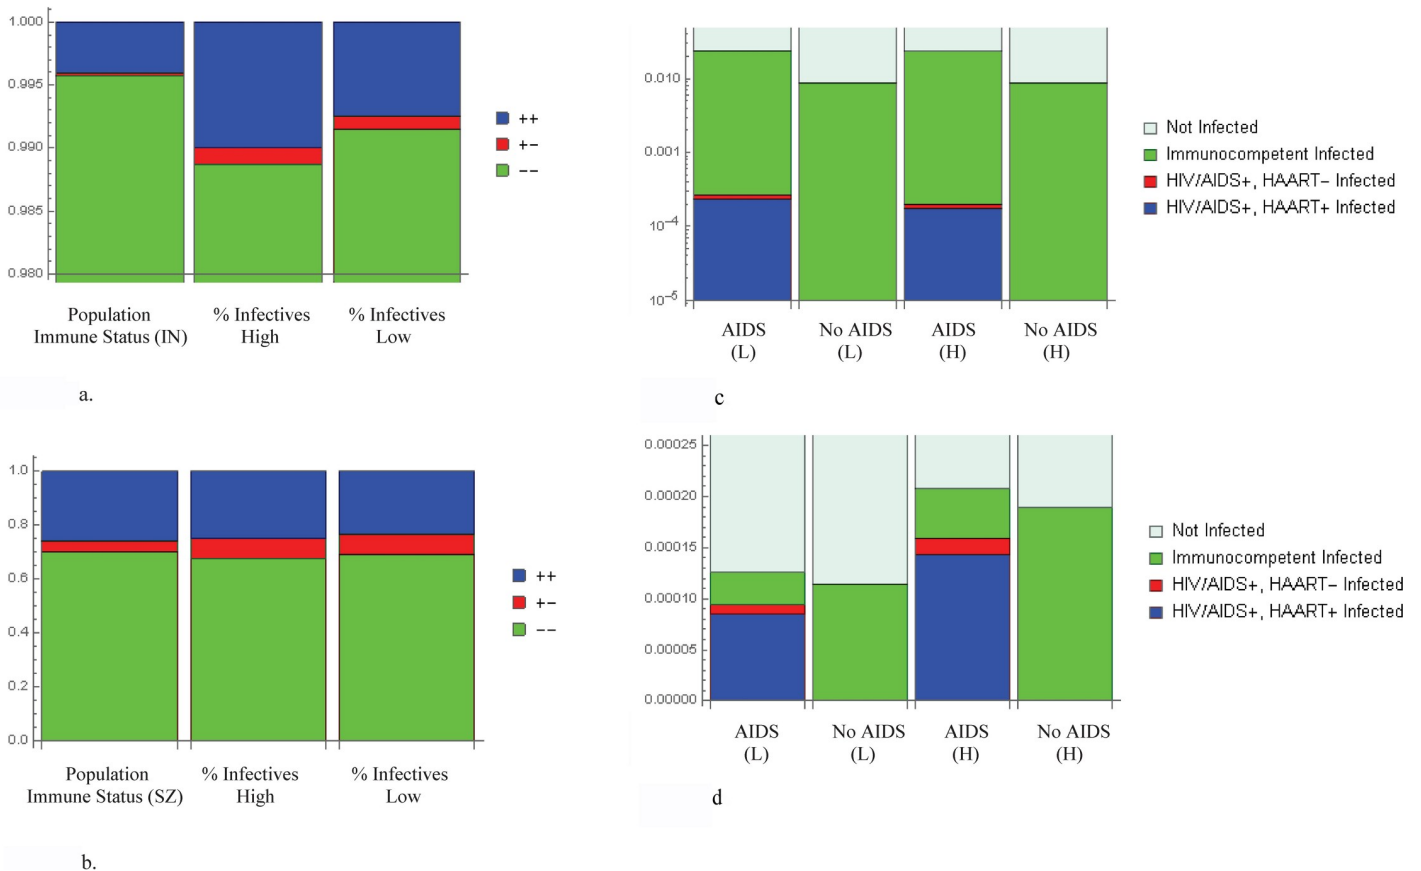 1.000
0.995
0.990
0.985
0.980
++
+-
--
Population
Immune Status (IN)
% Infectives
High
% Infectives
Low
a.
0.010
0.001
10⁻⁴
10⁻⁵
Not Infected
Immunocompetent Infected
HIV/AIDS+, HAART- Infected
HIV/AIDS+, HAART+ Infected
AIDS
(L)
No AIDS
(L)
AIDS
(H)
No AIDS
(H)
c
1.0
0.8
0.6
0.4
0.2
0.0
++
+-
--
Population
Immune Status (SZ)
% Infectives
High
% Infectives
Low
b.
0.00025
0.00020
0.00015
0.00010
0.00005
0.00000
Not Infected
Immunocompetent Infected
HIV/AIDS+, HAART- Infected
HIV/AIDS+, HAART+ Infected
AIDS
(L)
No AIDS
(L)
AIDS
(H)
No AIDS
(H)
d